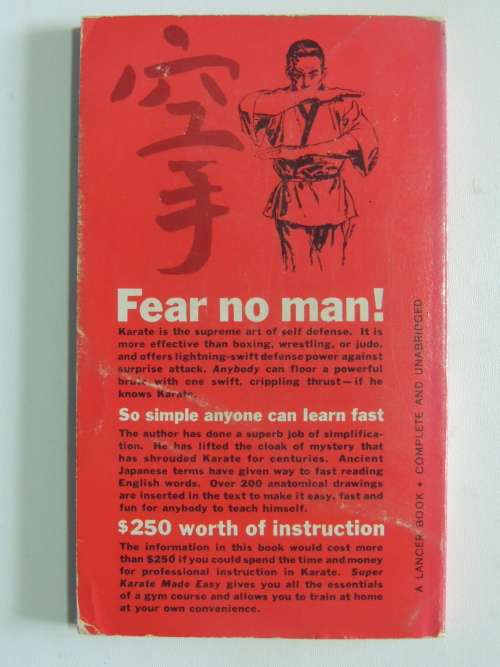 空手
Fear no man!
Karate is the supreme art of self defense. It is
more effective than boxing, wrestling, or judo,
and offers lightning-swift defense power against
surprise attack. Anybody can floor a powerful
brute with one swift, crippling thrust—if he
knows Karate.
So simple anyone can learn fast
The author has done a superb job of simplifica-
tion. He has lifted the cloak of mystery that
has shrouded Karate for centuries. Ancient
Japanese terms have given way to fast reading
English words. Over 200 anatomical drawings
are inserted in the text to make it easy, fast and
fun for anybody to teach himself.
$250 worth of instruction
The information in this book would cost more
than $250 if you could spend the time and money
for professional instruction in Karate. Super
Karate Made Easy gives you all the essentials
of a gym course and allows you to train at home
at your own convenience.
A LANCER BOOK • COMPLETE AND UNABRIDGED